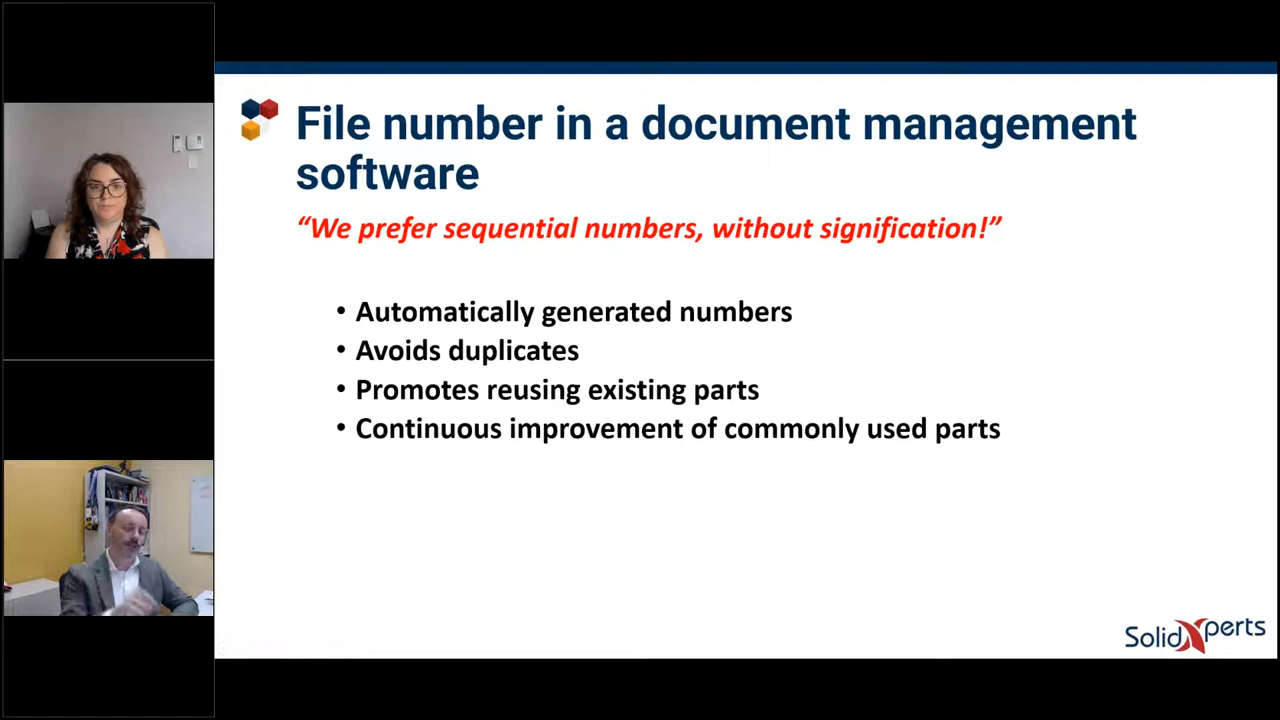 File number in a document management
software
“We prefer sequential numbers, without signification!”
• Automatically generated numbers
• Avoids duplicates
• Promotes reusing existing parts
• Continuous improvement of commonly used parts
SolidXperts